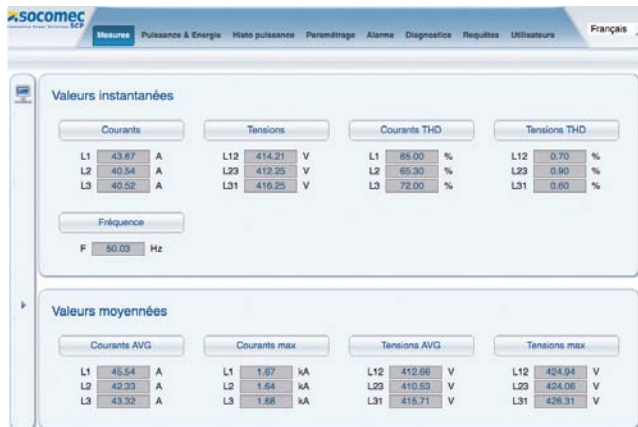 socomec
Innovative Power Solutions SCP
Mesures Puissance & Energie Histo puissance Paramétrage Alarme Diagnostics Requêtes Utilisateurs Français
Valeurs instantanées
Courants Tensions Courants THD Tensions THD
L1 43.67 A L12 414.21 V L1 65.00 % L12 0.70 %
L2 40.54 A L23 412.25 V L2 65.30 % L23 0.90 %
L3 40.52 A L31 416.25 V L3 72.00 % L31 0.60 %
Fréquence
F 50.03 Hz
Valeurs moyennées
Courants AVG Courants max Tensions AVG Tensions max
L1 45.54 A L1 1.67 kA L12 412.66 V L12 424.94 V
L2 42.33 A L2 1.64 kA L23 410.53 V L23 424.06 V
L3 43.32 A L3 1.68 kA L31 415.71 V L31 426.31 V